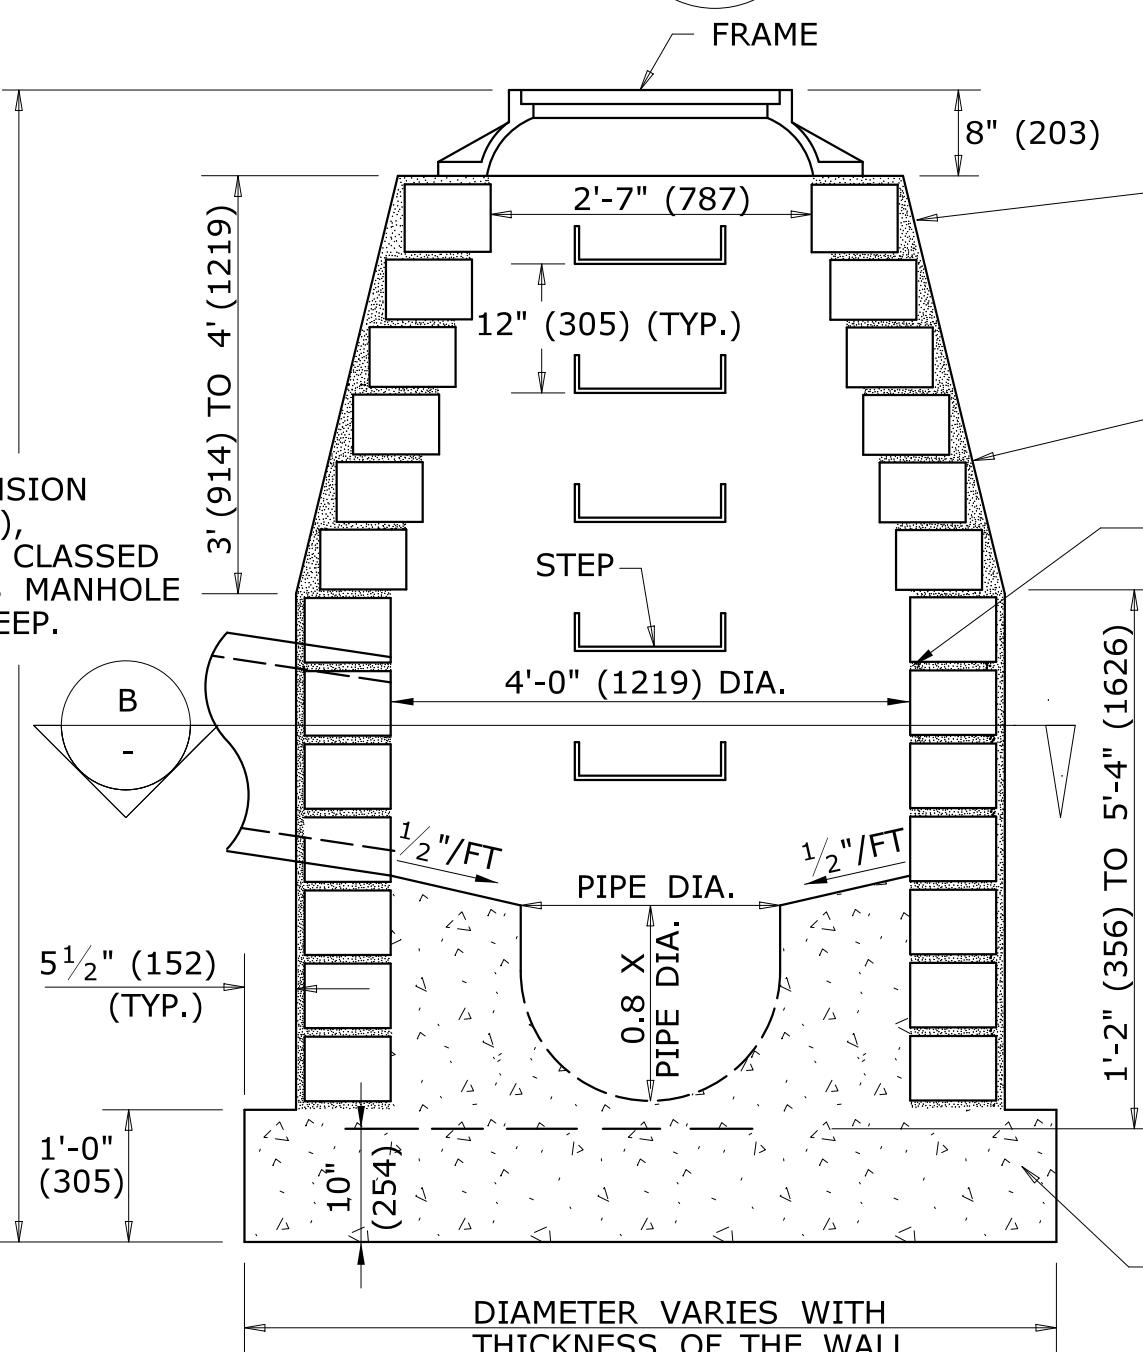 FRAME
8" (203)
2'-7" (787)
3' (914) TO 4' (1219)
12" (305) (TYP.)
CLASSED
MANHOLE
STEP
4'-0" (1219) DIA.
B
-
1'-2" (356) TO 5'-4" (1626)
1/2"/FT
1/2"/FT
PIPE DIA.
0.8 X
PIPE DIA.
5 1/2" (152)
(TYP.)
1'-0"
(305)
10"
(254)
DIAMETER VARIES WITH
THICKNESS OF THE WALL